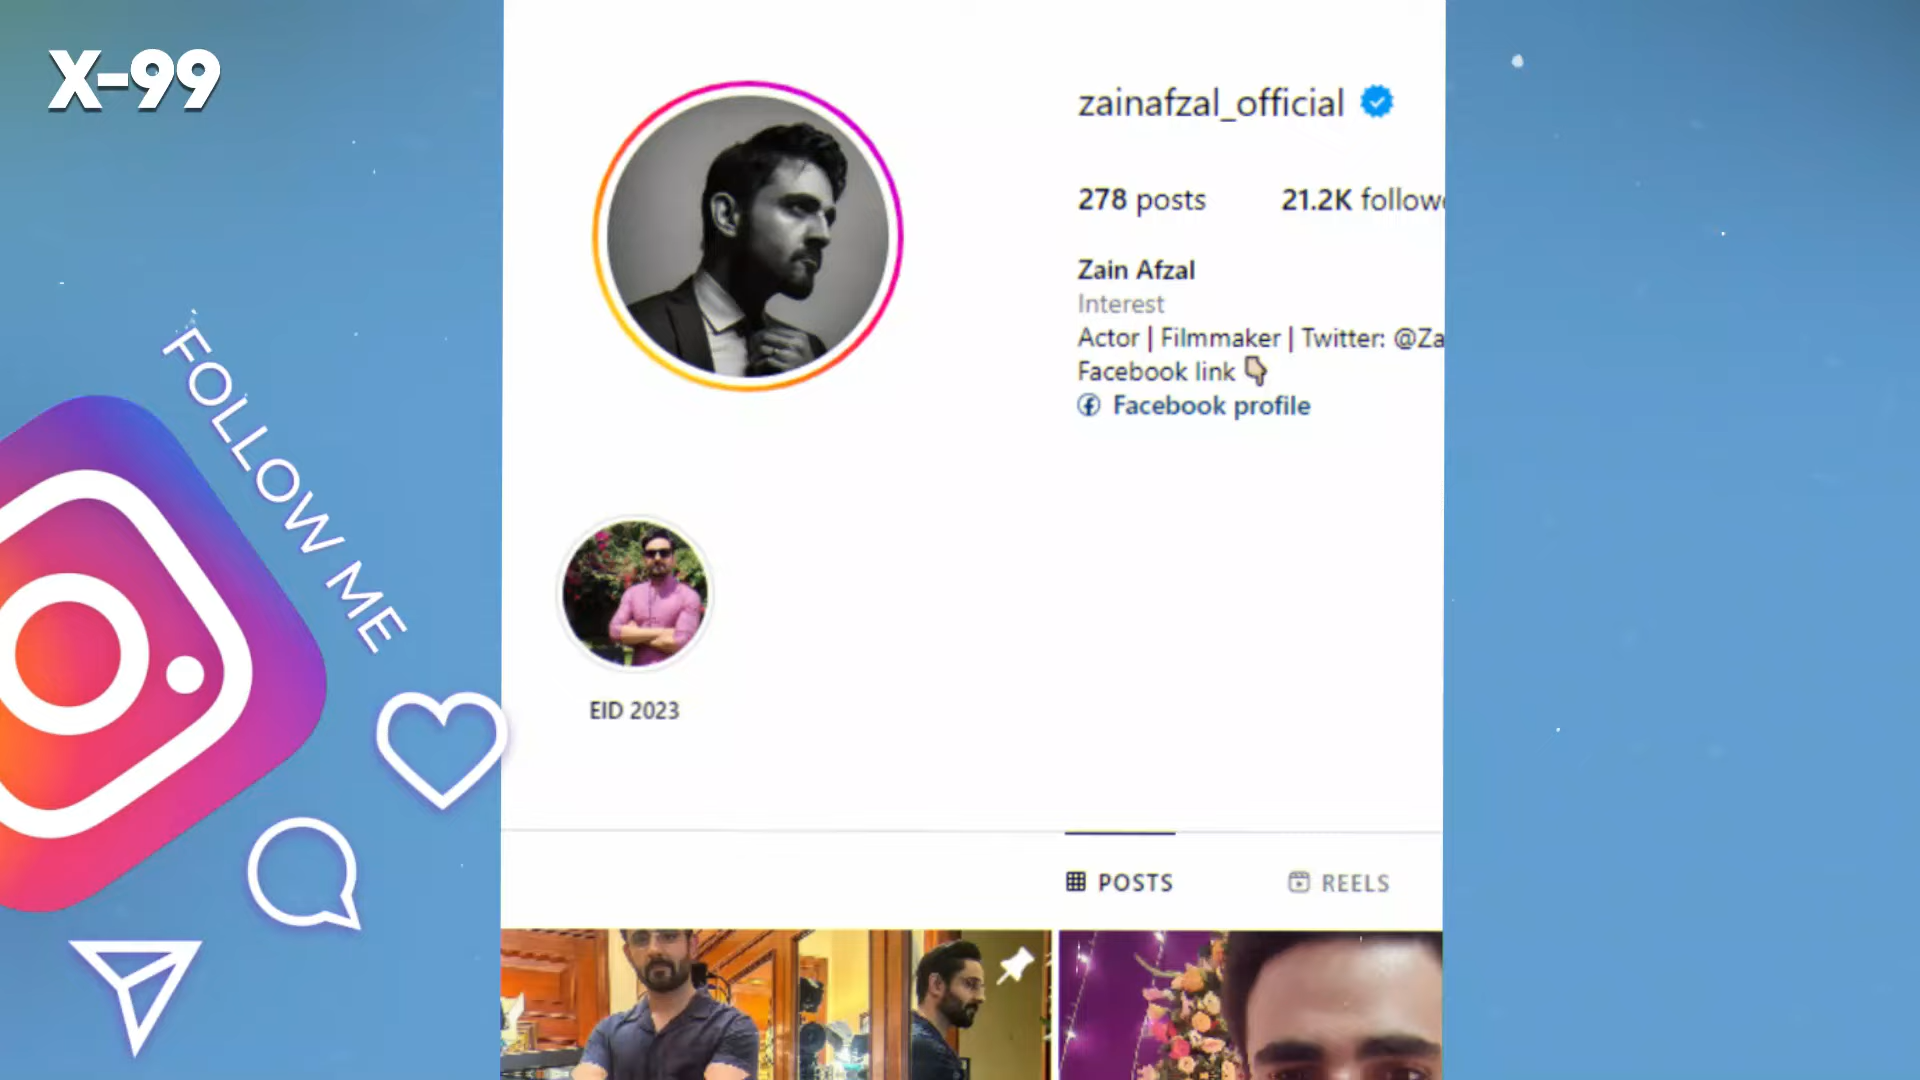 X-99
FOLLOW ME
zainafzal_official
278 posts 21.2K follow
Zain Afzal
Interest
Actor | Filmmaker | Twitter: @Za
Facebook link
Facebook profile
EID 2023
POSTS REELS